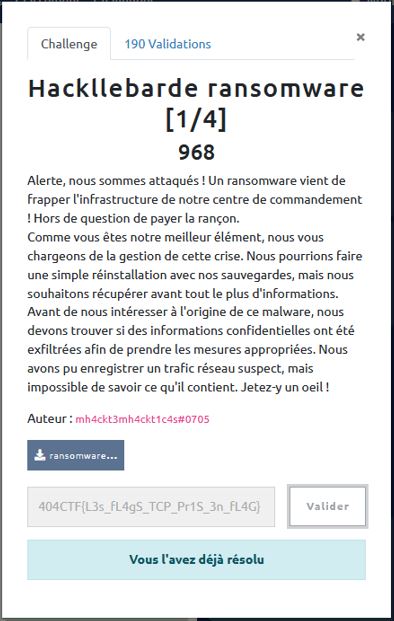 Challenge
190 Validations
×
Hackllebarde ransomware
[1/4]
968
Alerte, nous sommes attaqués ! Un ransomware vient de
frapper l'infrastructure de notre centre de commandement
! Hors de question de payer la rançon.
Comme vous êtes notre meilleur élément, nous vous
chargeons de la gestion de cette crise. Nous pourrions faire
une simple réinstallation avec nos sauvegardes, mais nous
souhaitons récupérer avant tout le plus d'informations.
Avant de nous intéresser à l'origine de ce malware, nous
devons trouver si des informations confidentielles ont été
exfiltrées afin de prendre les mesures appropriées. Nous
avons pu enregistrer un trafic réseau suspect, mais
impossible de savoir ce qu'il contient. Jetez-y un oeil !
Auteur : mh4ckt3mh4ckt1c4s#0705
ransomware...
404CTF{L3s_fL4gS_TCP_Pr1S_3n_fL4G}
Valider
Vous l'avez déjà résolu